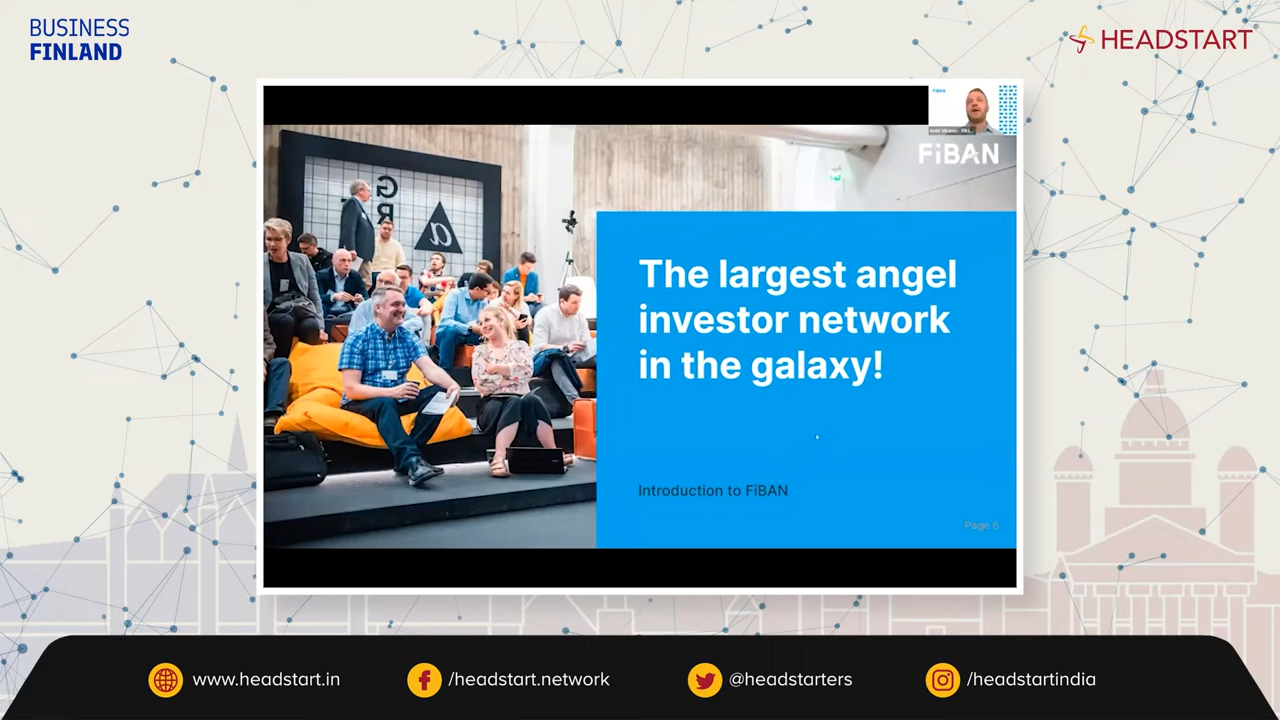 BUSINESS
FINLAND
HEADSTART
FiBAN
The largest angel
investor network
in the galaxy!
Introduction to FiBAN
Page 6
www.headstart.in
/headstart.network
@headstarters
/headstartindia